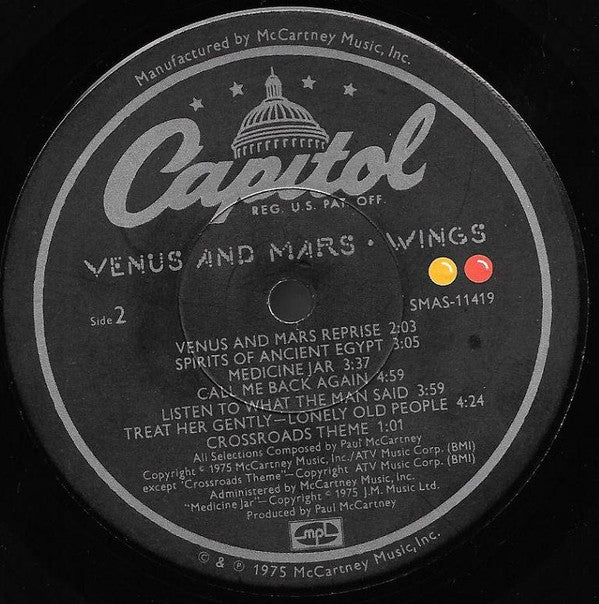 Manufactured by McCartney Music, Inc.
Capitol
REG. U.S. PAT. OFF.
VENUS AND MARS • WINGS
SMAS-11419
Side 2
VENUS AND MARS REPRISE 2:03
SPIRITS OF ANCIENT EGYPT 3:05
MEDICINE JAR 3:37
CALL ME BACK AGAIN 4:59
LISTEN TO WHAT THE MAN SAID 3:59
TREAT HER GENTLY—LONELY OLD PEOPLE 4:24
CROSSROADS THEME 1:01
All Selections Composed by Paul McCartney
Copyright © 1975 McCartney Music, Inc./ATV Music Corp. (BMI)
except "Crossroads Theme"—Copyright ATV Music Corp. (BMI)
Administered by McCartney Music, Inc.
"Medicine Jar"—Copyright © 1975 J.M. Music Ltd.
Produced by Paul McCartney
mpl
© & ℗ 1975 McCartney Music, Inc.